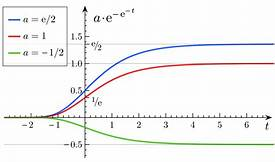 a = e/2
a = 1
a = −1/2
a·e^−e^−t
1.5
e/2
1.0
1/e
−0.5
−2 −1 1 2 3 4 5 6 t